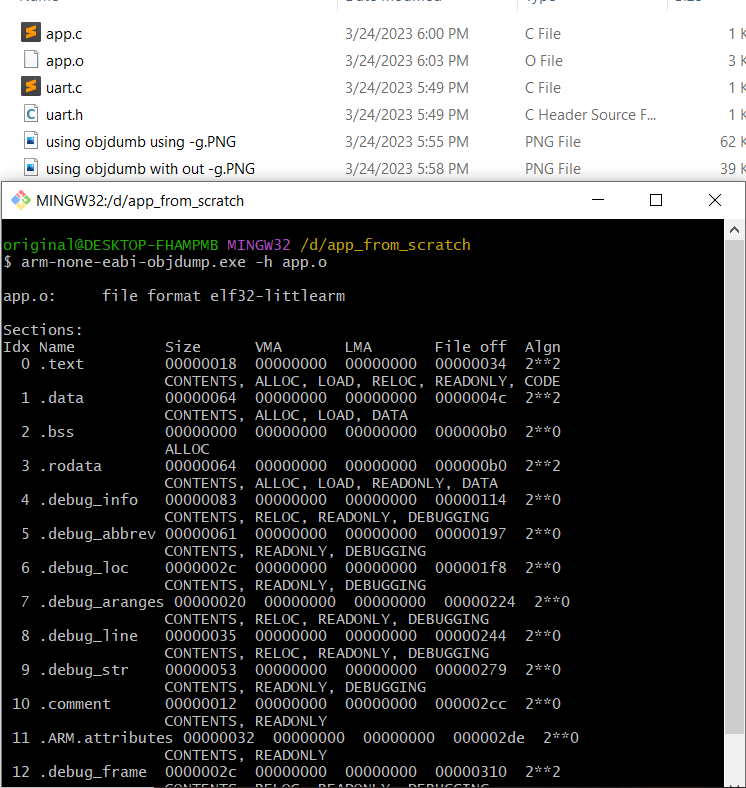 app.c 3/24/2023 6:00 PM C File 1 K
app.o 3/24/2023 6:03 PM O File 3 K
uart.c 3/24/2023 5:49 PM C File 1 K
uart.h 3/24/2023 5:49 PM C Header Source F... 1 K
using objdumb using -g.PNG 3/24/2023 5:55 PM PNG File 62 K
using objdumb with out -g.PNG 3/24/2023 5:58 PM PNG File 39 K
MINGW32:/d/app_from_scratch
original@DESKTOP-FHAMPMB MINGW32 /d/app_from_scratch
$ arm-none-eabi-objdump.exe -h app.o
app.o: file format elf32-littlearm
Sections:
Idx Name Size VMA LMA File off Algn
0 .text 00000018 00000000 00000000 00000034 2**2
CONTENTS, ALLOC, LOAD, RELOC, READONLY, CODE
1 .data 00000064 00000000 00000000 0000004c 2**2
CONTENTS, ALLOC, LOAD, DATA
2 .bss 00000000 00000000 00000000 000000b0 2**0
ALLOC
3 .rodata 00000064 00000000 00000000 000000b0 2**2
CONTENTS, ALLOC, LOAD, READONLY, DATA
4 .debug_info 00000083 00000000 00000000 00000114 2**0
CONTENTS, RELOC, READONLY, DEBUGGING
5 .debug_abbrev 00000061 00000000 00000000 00000197 2**0
CONTENTS, READONLY, DEBUGGING
6 .debug_loc 0000002c 00000000 00000000 000001f8 2**0
CONTENTS, READONLY, DEBUGGING
7 .debug_aranges 00000020 00000000 00000000 00000224 2**0
CONTENTS, RELOC, READONLY, DEBUGGING
8 .debug_line 00000035 00000000 00000000 00000244 2**0
CONTENTS, RELOC, READONLY, DEBUGGING
9 .debug_str 00000053 00000000 00000000 00000279 2**0
CONTENTS, READONLY, DEBUGGING
10 .comment 00000012 00000000 00000000 000002cc 2**0
CONTENTS, READONLY
11 .ARM.attributes 00000032 00000000 00000000 000002de 2**0
CONTENTS, READONLY
12 .debug_frame 0000002c 00000000 00000000 00000310 2**2
CONTENTS, RELOC, READONLY, DEBUGGING